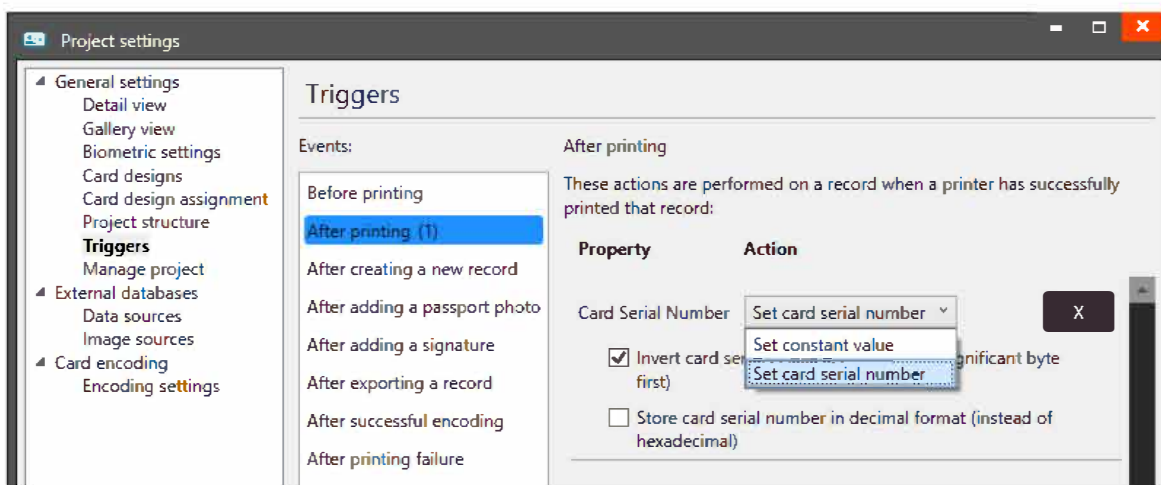 Project settings
General settings
Detail view
Gallery view
Biometric settings
Card designs
Card design assignment
Project structure
Triggers
Manage project
External databases
Data sources
Image sources
Card encoding
Encoding settings
Triggers
Events:
Before printing
After printing (1)
After creating a new record
After adding a passport photo
After adding a signature
After exporting a record
After successful encoding
After printing failure
After printing
These actions are performed on a record when a printer has successfully
printed that record:
Property Action
Card Serial Number Set card serial number X
Set constant value
Set card serial number
Invert card ser gnificant byte
first)
Store card serial number in decimal format (instead of
hexadecimal)